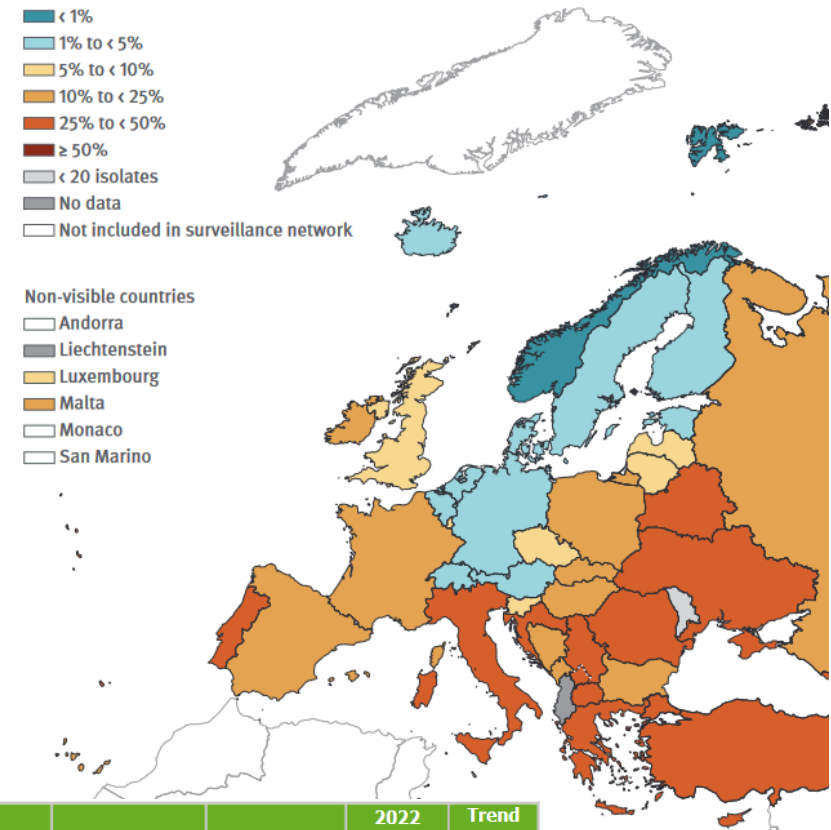 < 1%
1% to < 5%
5% to < 10%
10% to < 25%
25% to < 50%
≥ 50%
< 20 isolates
No data
Not included in surveillance network
Non-visible countries
Andorra
Liechtenstein
Luxembourg
Malta
Monaco
San Marino
2022 Trend